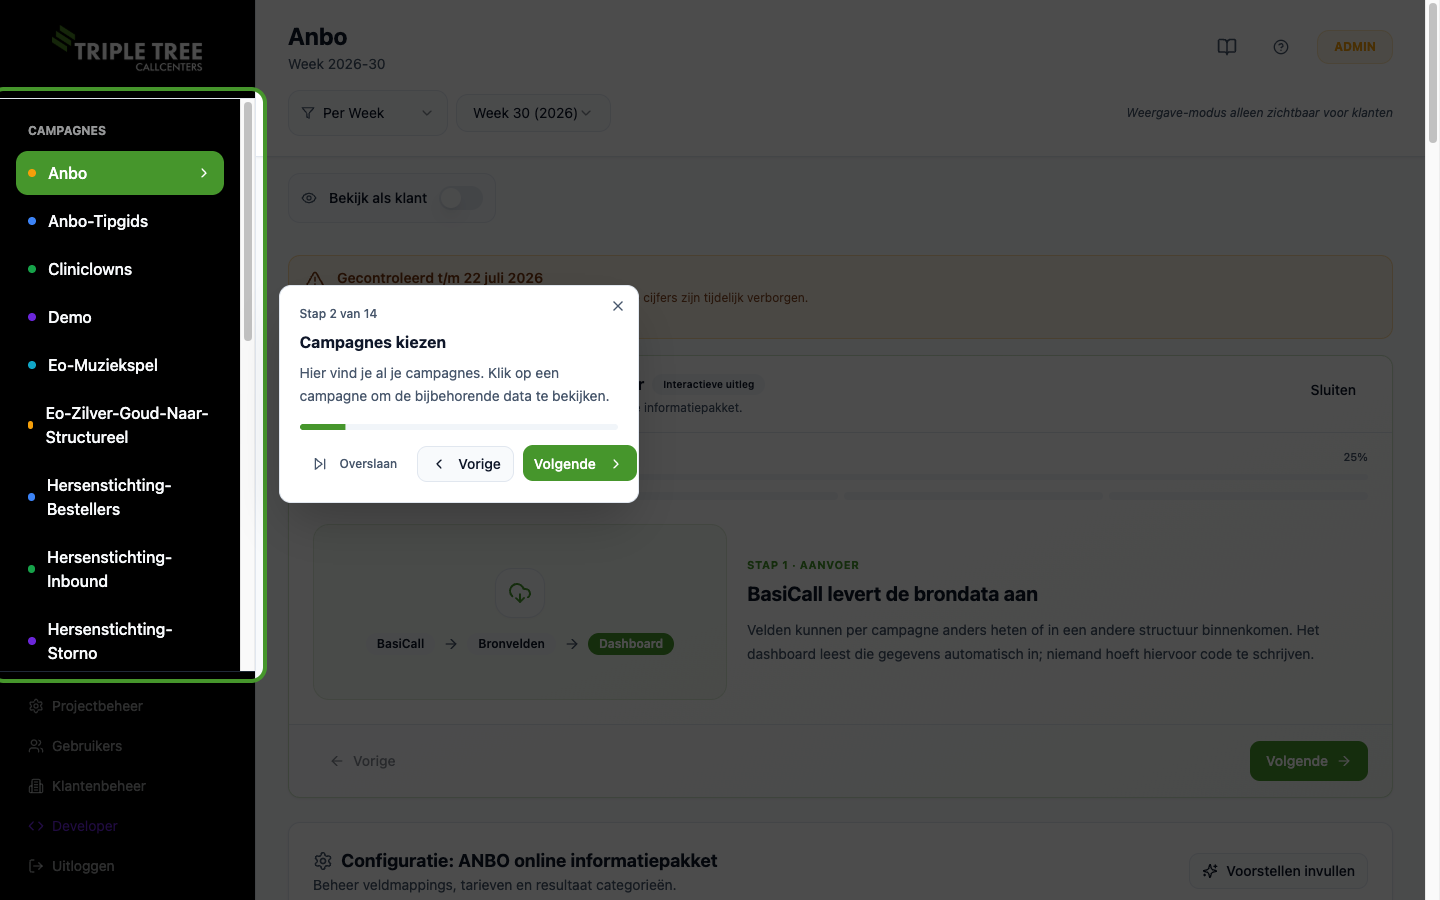 TRIPLE TREE
CALLCENTERS
CAMPAGNES
Anbo
Anbo-Tipgids
Cliniclowns
Demo
Eo-Muziekspel
Eo-Zilver-Goud-Naar-
Structureel
Hersenstichting-
Bestellers
Hersenstichting-
Inbound
Hersenstichting-
Storno
Projectbeheer
Gebruikers
Klantenbeheer
Developer
Uitloggen
Anbo
Week 2026-30
ADMIN
Per Week
Week 30 (2026)
Weergave-modus alleen zichtbaar voor klanten
Bekijk als klant
Gecontroleerd t/m 22 juli 2026
cijfers zijn tijdelijk verborgen.
Stap 2 van 14
Campagnes kiezen
Hier vind je al je campagnes. Klik op een
campagne om de bijbehorende data te bekijken.
Overslaan
Vorige
Volgende
Interactieve uitleg
informatiepakket.
Sluiten
25%
BasiCall
Bronvelden
Dashboard
STAP 1 · AANVOER
BasiCall levert de brondata aan
Velden kunnen per campagne anders heten of in een andere structuur binnenkomen. Het
dashboard leest die gegevens automatisch in; niemand hoeft hiervoor code te schrijven.
Vorige
Volgende
Configuratie: ANBO online informatiepakket
Beheer veldmappings, tarieven en resultaat categorieën.
Voorstellen invullen